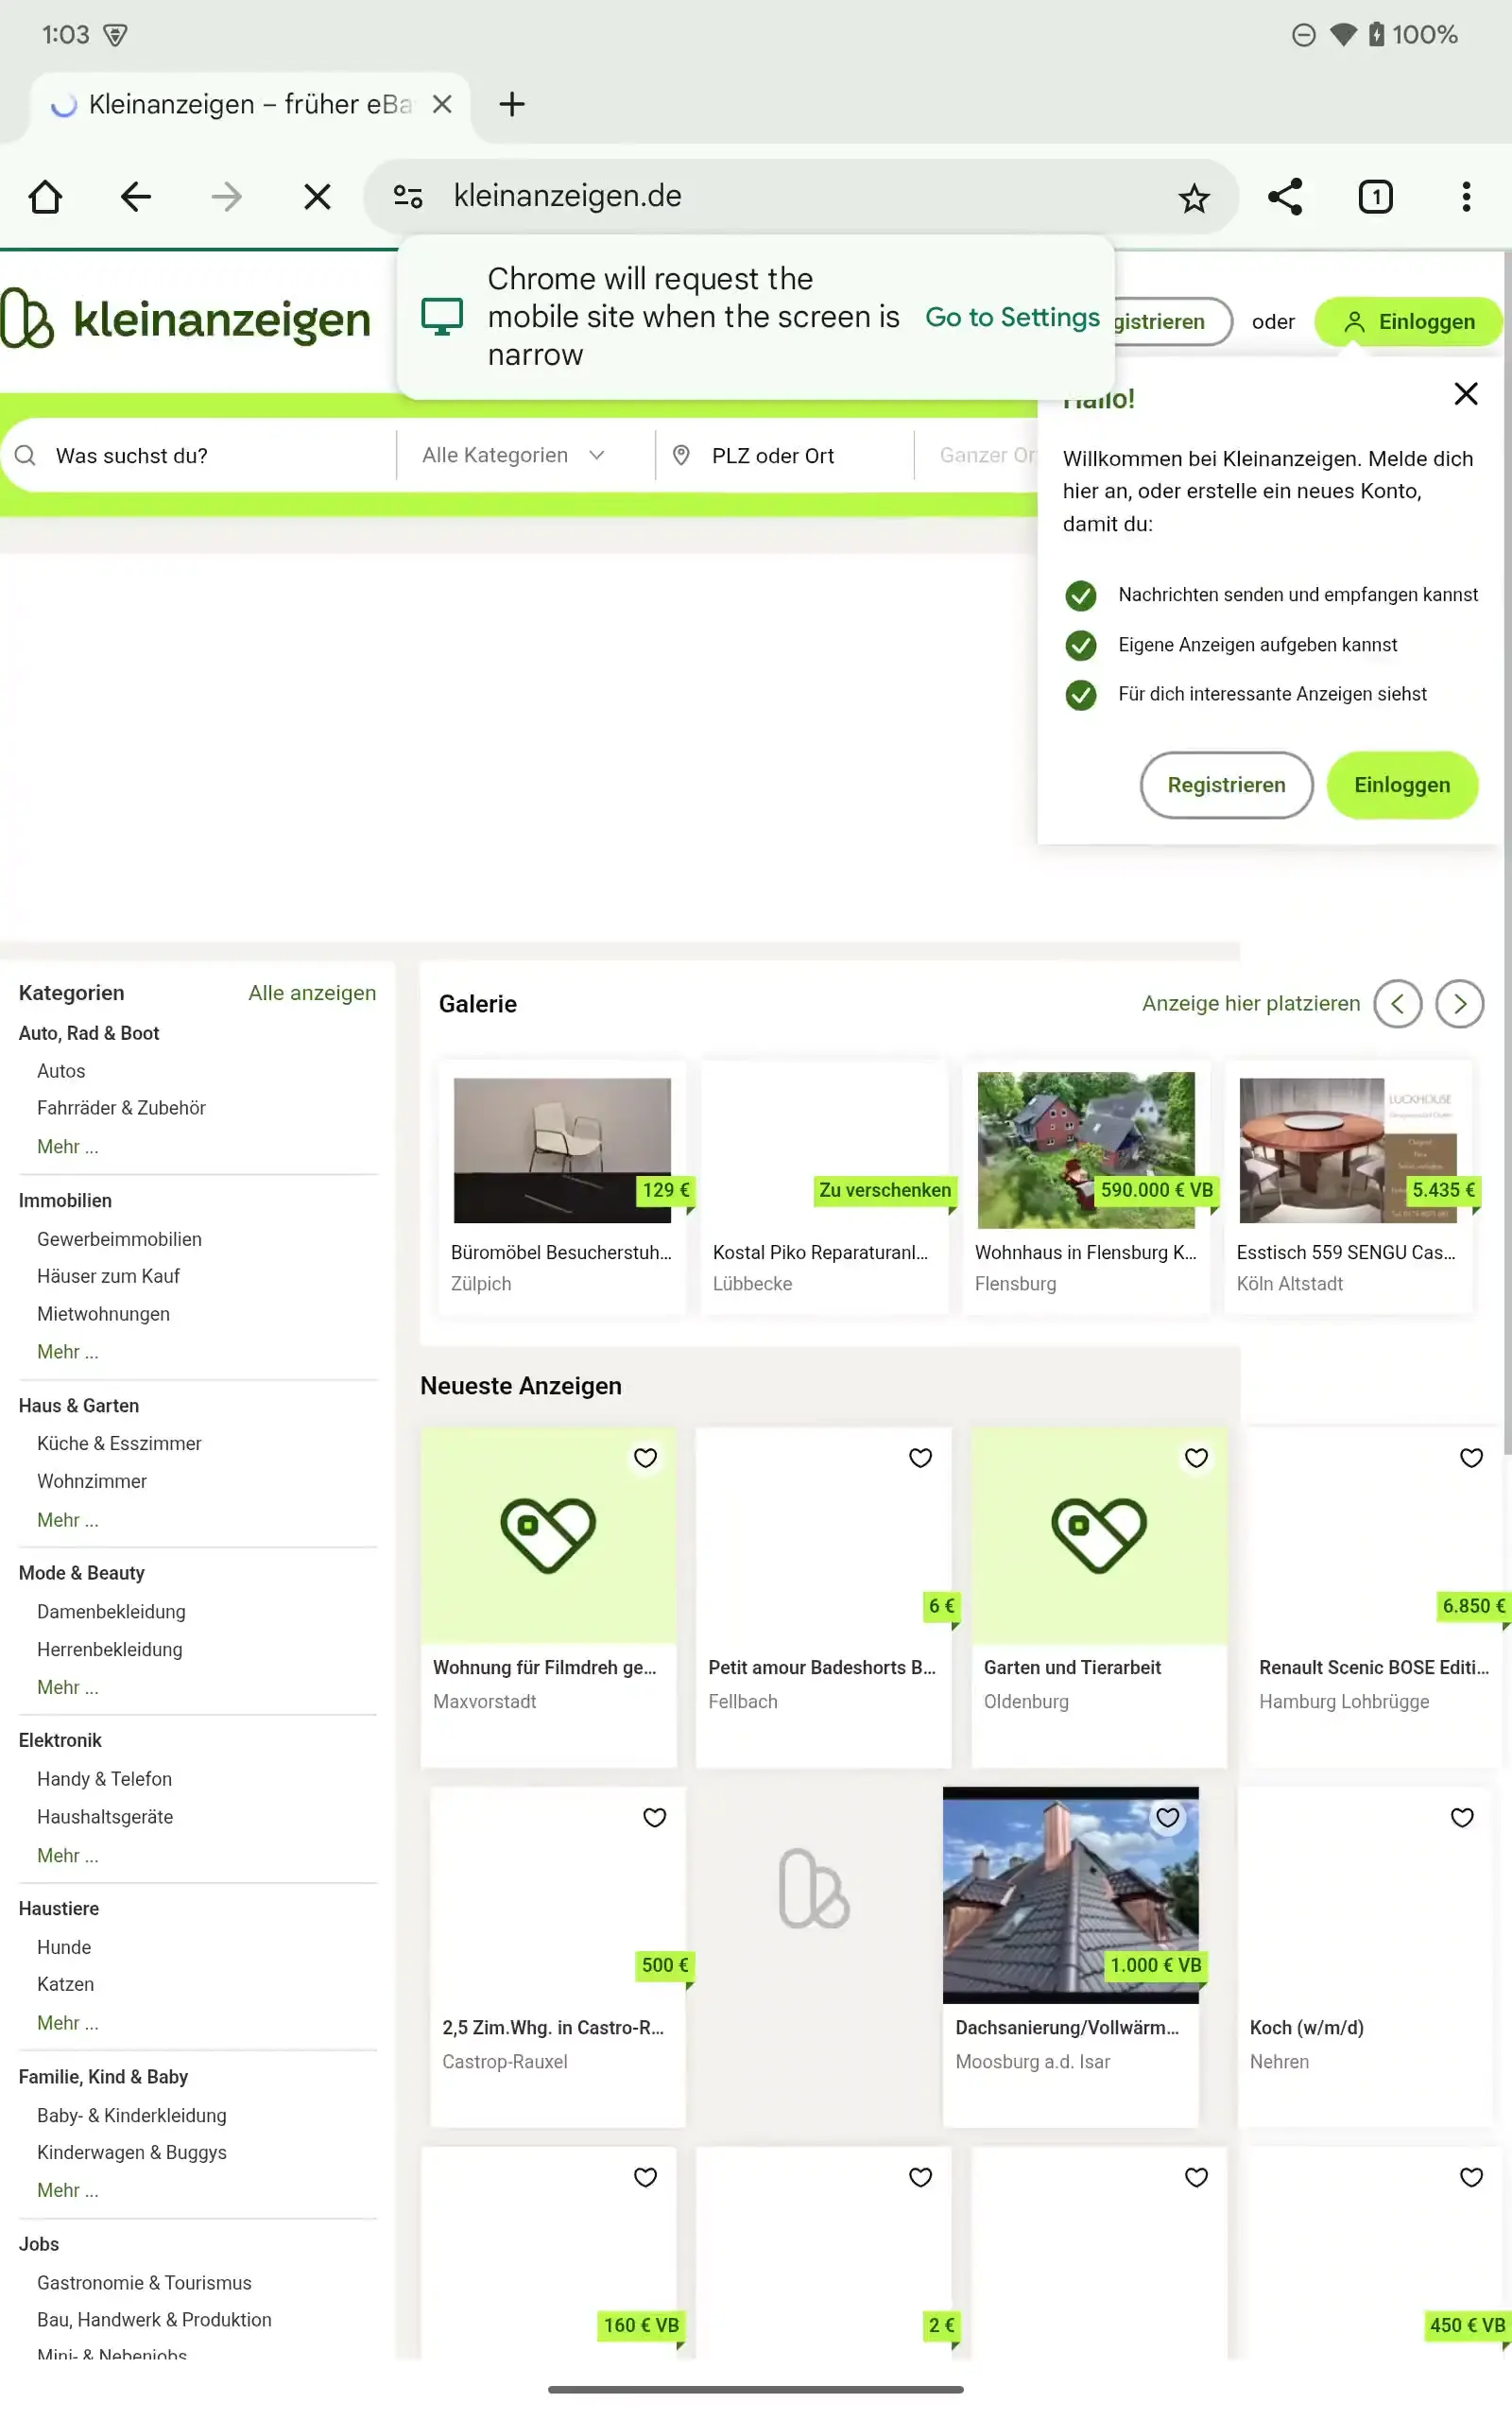 1:03
100%
Kleinanzeigen – früher eBa
kleinanzeigen.de
1
Chrome will request the
mobile site when the screen is
narrow
Go to Settings
kleinanzeigen
gistrieren
oder
Einloggen
Was suchst du?
Alle Kategorien
PLZ oder Ort
Ganzer Or
Hallo!
Willkommen bei Kleinanzeigen. Melde dich
hier an, oder erstelle ein neues Konto,
damit du:
Nachrichten senden und empfangen kannst
Eigene Anzeigen aufgeben kannst
Für dich interessante Anzeigen siehst
Registrieren
Einloggen
Kategorien
Alle anzeigen
Auto, Rad & Boot
Autos
Fahrräder & Zubehör
Mehr ...
Immobilien
Gewerbeimmobilien
Häuser zum Kauf
Mietwohnungen
Mehr ...
Haus & Garten
Küche & Esszimmer
Wohnzimmer
Mehr ...
Mode & Beauty
Damenbekleidung
Herrenbekleidung
Mehr ...
Elektronik
Handy & Telefon
Haushaltsgeräte
Mehr ...
Haustiere
Hunde
Katzen
Mehr ...
Familie, Kind & Baby
Baby- & Kinderkleidung
Kinderwagen & Buggys
Mehr ...
Jobs
Gastronomie & Tourismus
Bau, Handwerk & Produktion
Mini- & Nebenjobs
Galerie
Anzeige hier platzieren
129 €
Büromöbel Besucherstuh...
Zülpich
Zu verschenken
Kostal Piko Reparaturanl...
Lübbecke
590.000 € VB
Wohnhaus in Flensburg K...
Flensburg
LUCKHOUSE
5.435 €
Esstisch 559 SENGU Cas...
Köln Altstadt
Neueste Anzeigen
Wohnung für Filmdreh ge...
Maxvorstadt
6 €
Petit amour Badeshorts B...
Fellbach
Garten und Tierarbeit
Oldenburg
6.850 €
Renault Scenic BOSE Editi...
Hamburg Lohbrügge
500 €
2,5 Zim.Whg. in Castro-R...
Castrop-Rauxel
1.000 € VB
Dachsanierung/Vollwärm...
Moosburg a.d. Isar
Koch (w/m/d)
Nehren
160 € VB
2 €
450 € VB